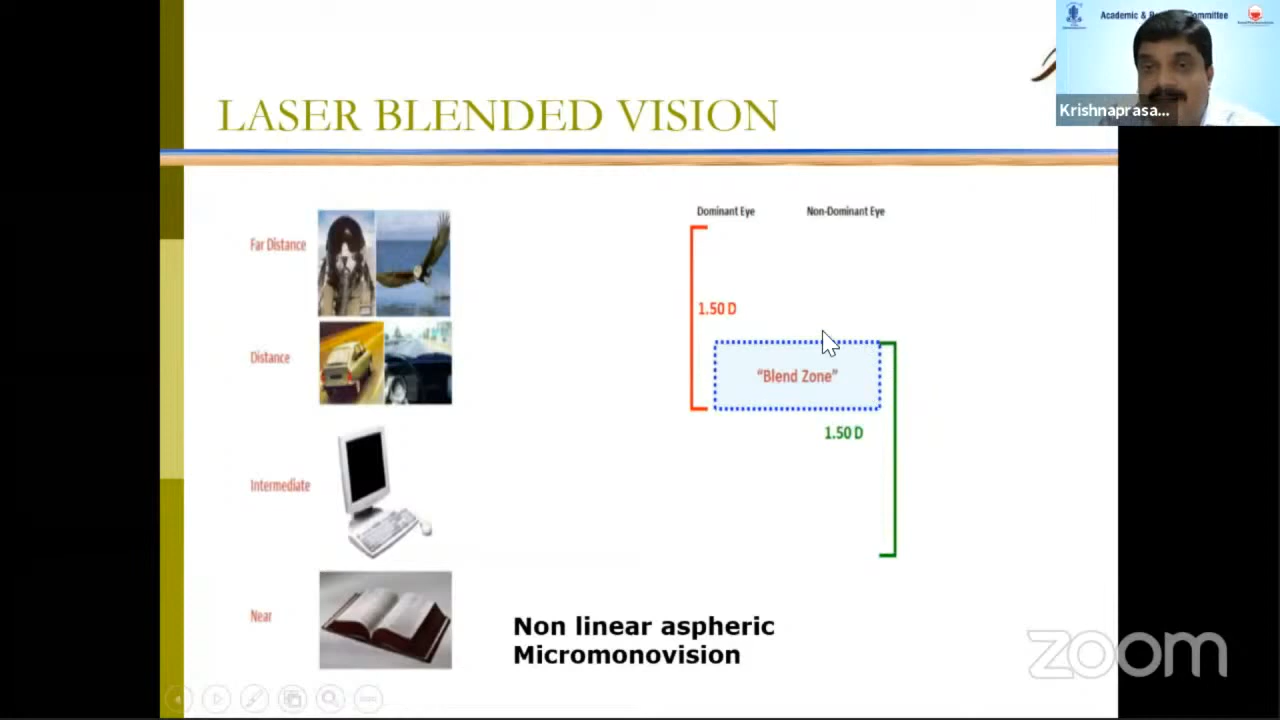 Academic & Committee
Krishnaprasa...
LASER BLENDED VISION
Dominant Eye
Non-Dominant Eye
Far Distance
1.50 D
Distance
“Blend Zone”
1.50 D
Intermediate
Near
Non linear aspheric
Micromonovision
zoom